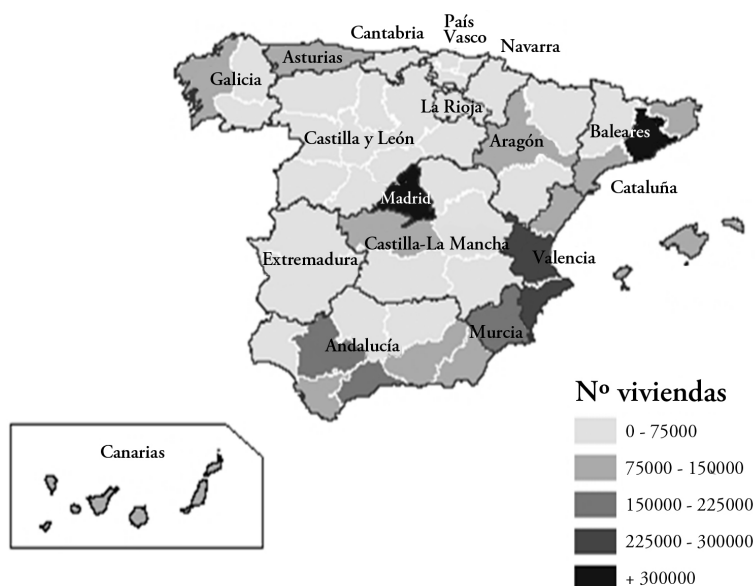 País
Vasco
Cantabria
Navarra
Asturias
Galicia
La Rioja
Castilla y León
Aragón
Baleares
Cataluña
Madrid
Castilla-La Mancha
Valencia
Extremadura
Murcia
Andalucía
Canarias
Nº viviendas
0 - 75000
75000 - 150000
150000 - 225000
225000 - 300000
+ 300000